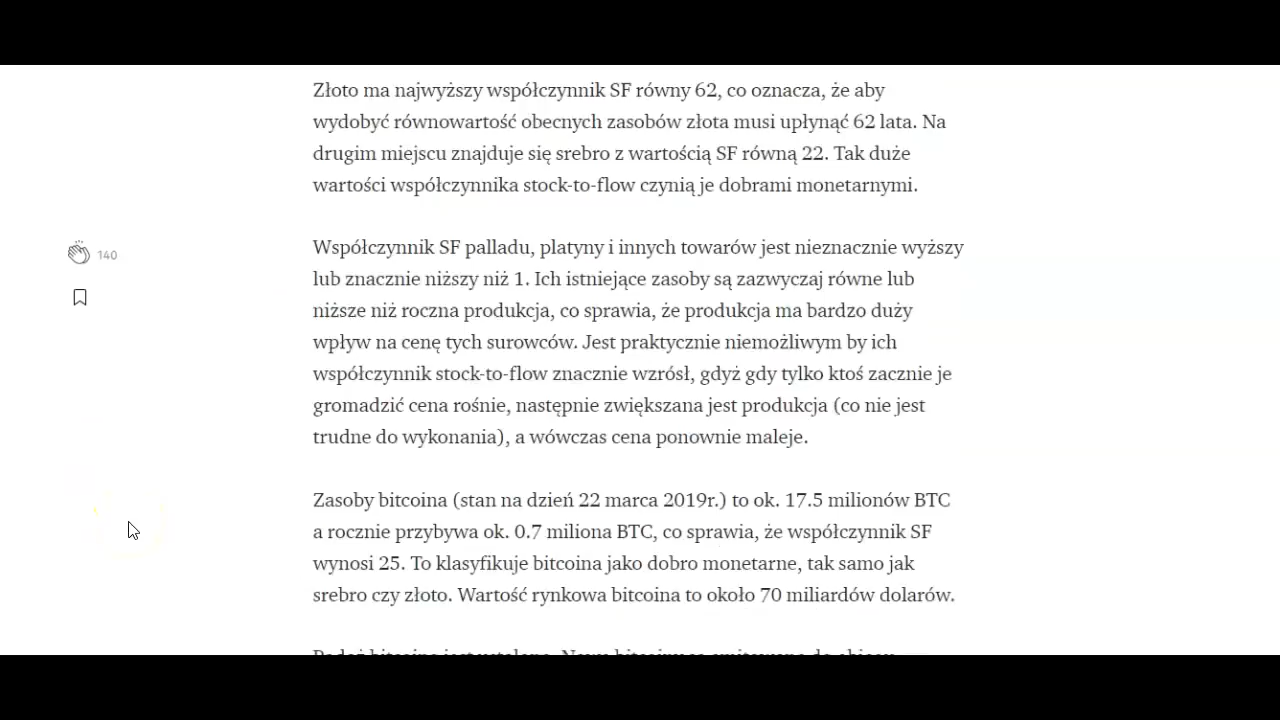 Złoto ma najwyższy współczynnik SF równy 62, co oznacza, że aby
wydobyć równowartość obecnych zasobów złota musi upłynąć 62 lata. Na
drugim miejscu znajduje się srebro z wartością SF równą 22. Tak duże
wartości współczynnika stock-to-flow czynią je dobrami monetarnymi.
140
Współczynnik SF palladu, platyny i innych towarów jest nieznacznie wyższy
lub znacznie niższy niż 1. Ich istniejące zasoby są zazwyczaj równe lub
niższe niż roczna produkcja, co sprawia, że produkcja ma bardzo duży
wpływ na cenę tych surowców. Jest praktycznie niemożliwym by ich
współczynnik stock-to-flow znacznie wzrósł, gdyż gdy tylko ktoś zacznie je
gromadzić cena rośnie, następnie zwiększana jest produkcja (co nie jest
trudne do wykonania), a wówczas cena ponownie maleje.
Zasoby bitcoina (stan na dzień 22 marca 2019r.) to ok. 17.5 milionów BTC
a rocznie przybywa ok. 0.7 miliona BTC, co sprawia, że współczynnik SF
wynosi 25. To klasyfikuje bitcoina jako dobro monetarne, tak samo jak
srebro czy złoto. Wartość rynkowa bitcoina to około 70 miliardów dolarów.